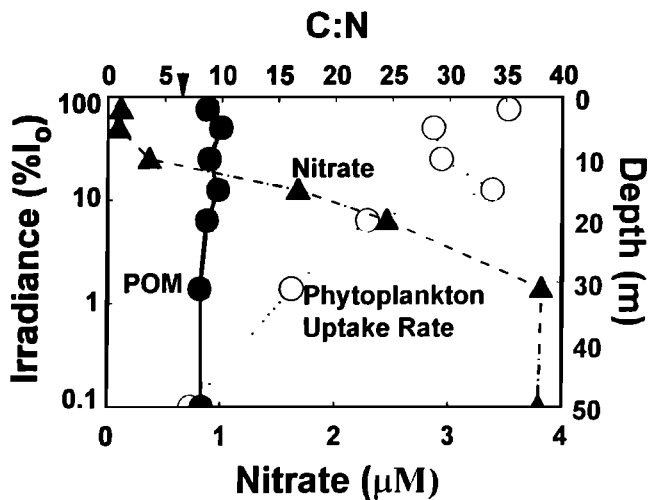 C:N
0 5 10 15 20 25 30 35 40
Irradiance (%I₀)
100
10
1
0.1
Nitrate
POM
Phytoplankton
Uptake Rate
0
10
20
30
40
50
Depth (m)
0 1 2 3 4
Nitrate (μM)